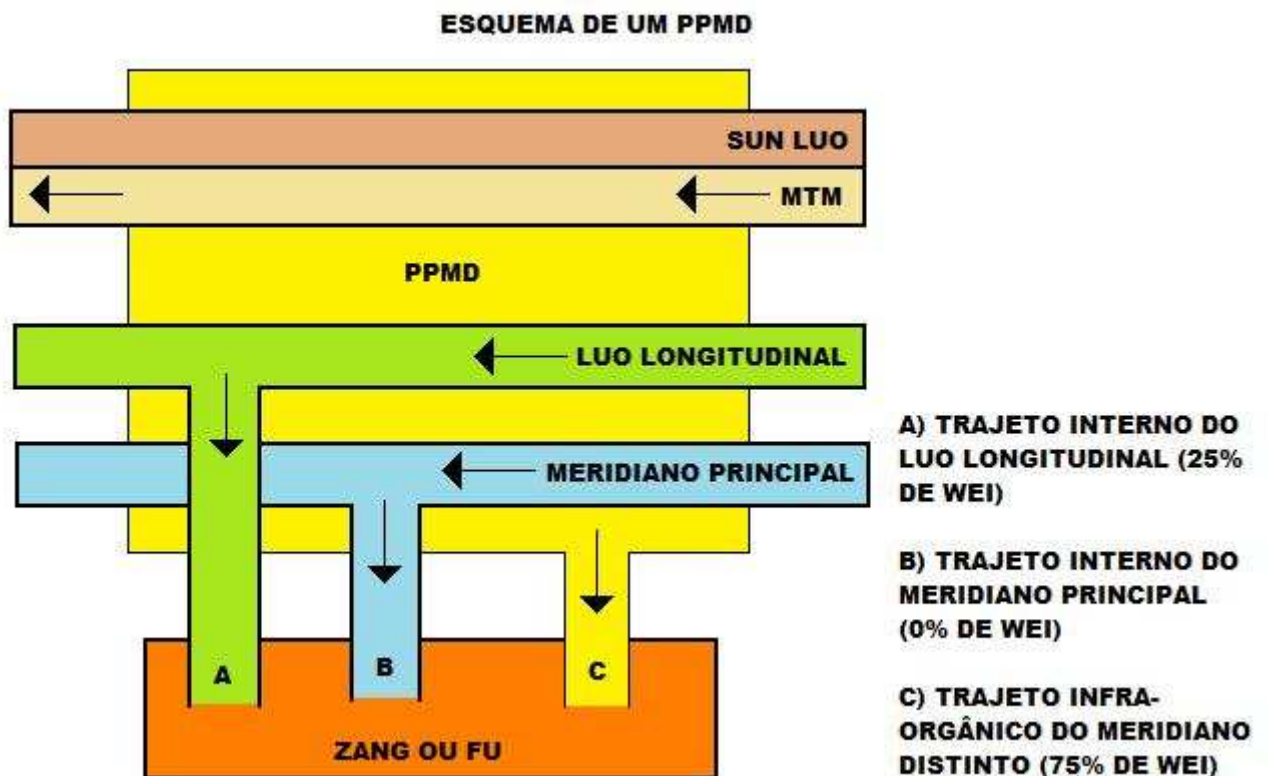 ESQUEMA DE UM PPMD
SUN LUO
MTM
PPMD
LUO LONGITUDINAL
MERIDIANO PRINCIPAL
A
B
C
ZANG OU FU
A) TRAJETO INTERNO DO
LUO LONGITUDINAL (25%
DE WEI)
B) TRAJETO INTERNO DO
MERIDIANO PRINCIPAL
(0% DE WEI)
C) TRAJETO INFRA-
ORGÂNICO DO MERIDIANO
DISTINTO (75% DE WEI)